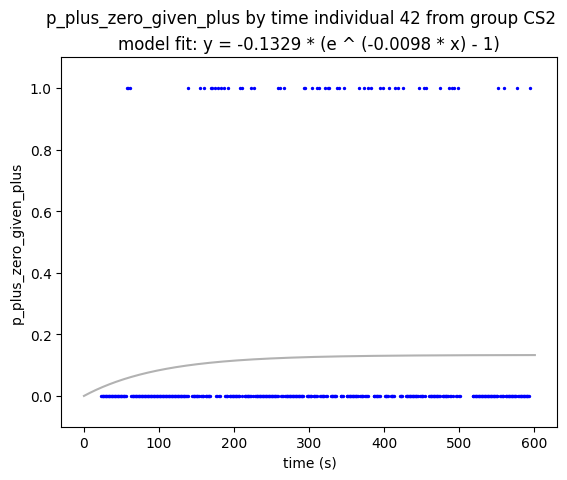 p_plus_zero_given_plus by time individual 42 from group CS2
model fit: y = -0.1329 * (e ^ (-0.0098 * x) - 1)
1.0
0.8
0.6
0.4
0.2
0.0
p_plus_zero_given_plus
0 100 200 300 400 500 600
time (s)